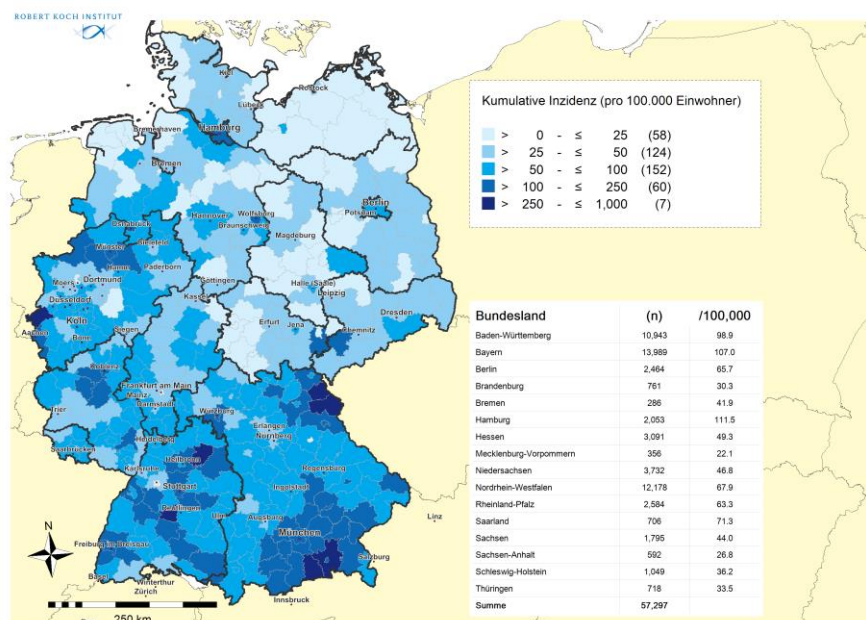 ROBERT KOCH INSTITUT
Kiel
Rostock
Lübeck
Bremerhaven
Hamburg
Bremen
Berlin
Wolfsburg
Potsdam
Hannover
Osnabrück
Braunschweig
Münster
Bielefeld
Magdeburg
Hamm
Paderborn
Moers
Dortmund
Göttingen
Halle (Saale)
Düsseldorf
Kassel
Leipzig
Köln
Dresden
Erfurt
Jena
Aachen
Siegen
Chemnitz
Bonn
Koblenz
Frankfurt am Main
Mainz
Trier
Darmstadt
Würzburg
Erlangen
Nürnberg
Heidelberg
Saarbrücken
Heilbronn
Karlsruhe
Regensburg
Stuttgart
Ingolstadt
Reutlingen
Ulm
Augsburg
Linz
München
N
Freiburg im Breisgau
Salzburg
Basel
Winterthur
Zürich
Innsbruck
250 km
Kumulative Inzidenz (pro 100.000 Einwohner)
> 0 - ≤ 25 (58)
> 25 - ≤ 50 (124)
> 50 - ≤ 100 (152)
> 100 - ≤ 250 (60)
> 250 - ≤ 1,000 (7)
Bundesland (n) /100,000
Baden-Württemberg 10,943 98.9
Bayern 13,989 107.0
Berlin 2,464 65.7
Brandenburg 761 30.3
Bremen 286 41.9
Hamburg 2,053 111.5
Hessen 3,091 49.3
Mecklenburg-Vorpommern 356 22.1
Niedersachsen 3,732 46.8
Nordrhein-Westfalen 12,178 67.9
Rheinland-Pfalz 2,584 63.3
Saarland 706 71.3
Sachsen 1,795 44.0
Sachsen-Anhalt 592 26.8
Schleswig-Holstein 1,049 36.2
Thüringen 718 33.5
Summe 57,297